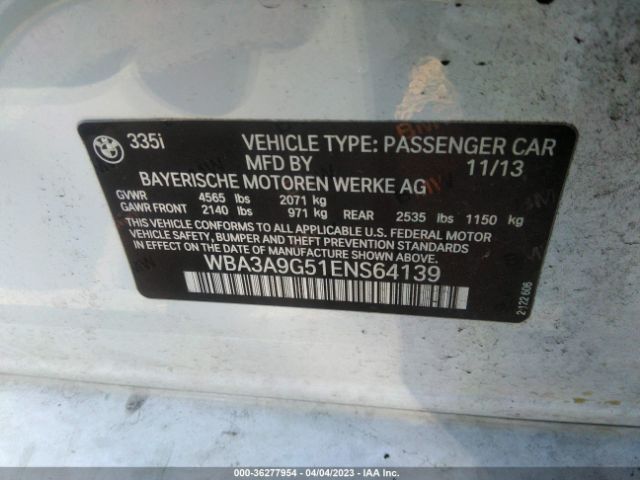 BMW 335i VEHICLE TYPE: PASSENGER CAR
MFD BY 11/13
BAYERISCHE MOTOREN WERKE AG
GVWR 4565 lbs 2071 kg
GAWR FRONT 2140 lbs 971 kg REAR 2535 lbs 1150 kg
THIS VEHICLE CONFORMS TO ALL APPLICABLE U.S. FEDERAL MOTOR
VEHICLE SAFETY, BUMPER AND THEFT PREVENTION STANDARDS IN
EFFECT ON THE DATE OF MANUFACTURE SHOWN ABOVE.
WBA3A9G51ENS64139
2 122 606
000-36277954 - 04/04/2023 - IAA Inc.